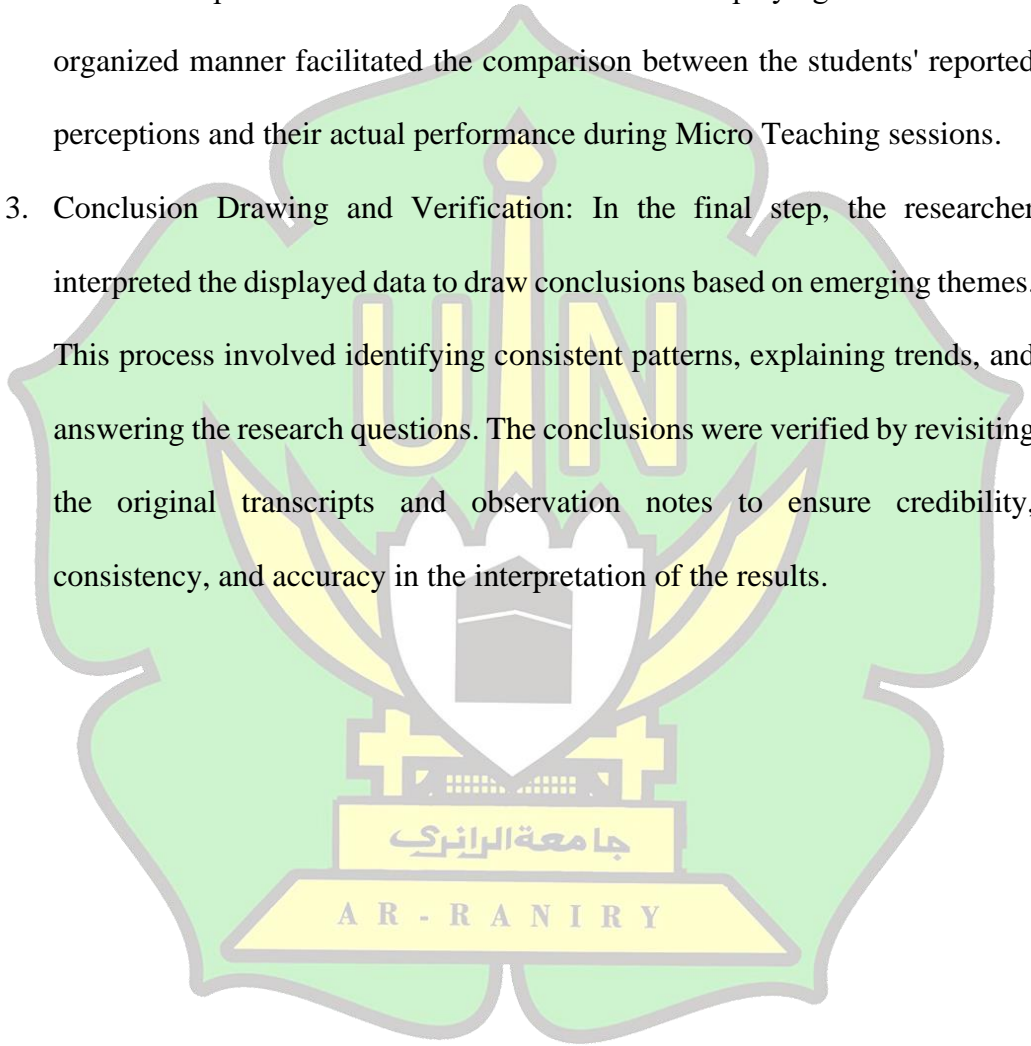 organized manner facilitated the comparison between the students' reported
perceptions and their actual performance during Micro Teaching sessions.
3. Conclusion Drawing and Verification: In the final step, the researcher
interpreted the displayed data to draw conclusions based on emerging themes.
This process involved identifying consistent patterns, explaining trends, and
answering the research questions. The conclusions were verified by revisiting
the original transcripts and observation notes to ensure credibility,
consistency, and accuracy in the interpretation of the results.
UIN
جامعة الرانري
AR-RANIRY